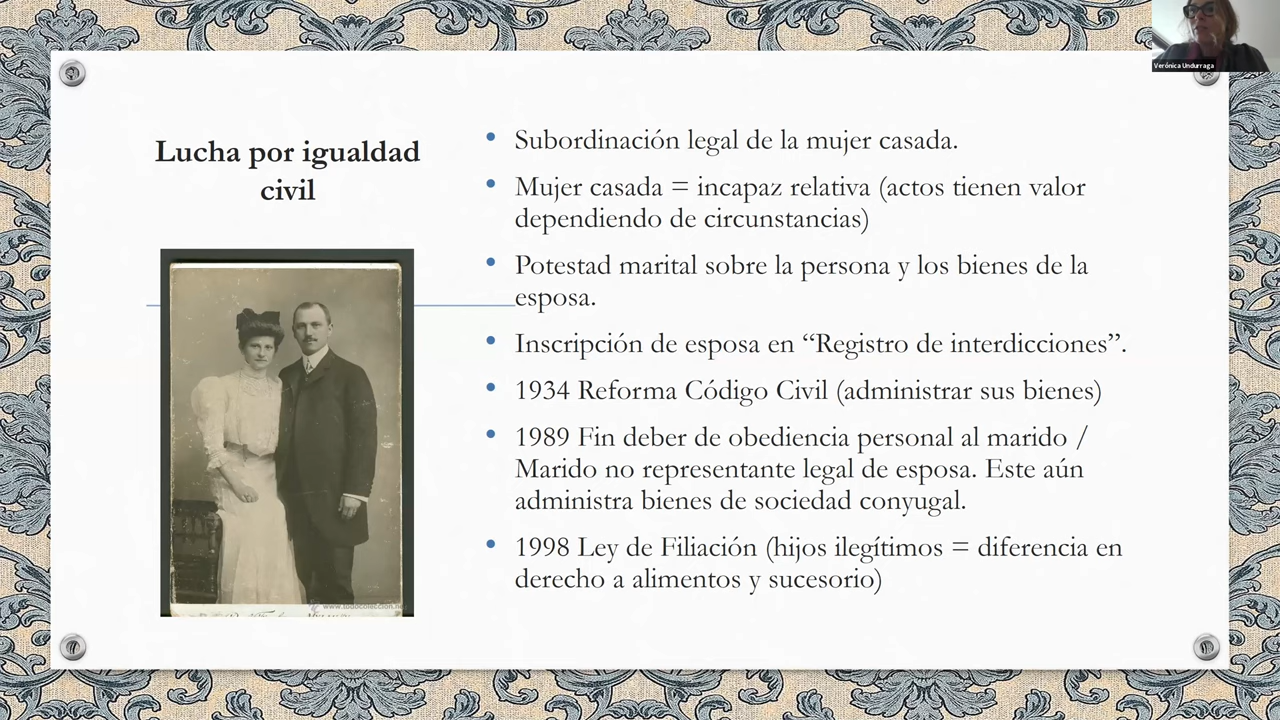 Verónica Undurraga
Lucha por igualdad
civil
• Subordinación legal de la mujer casada.
• Mujer casada = incapaz relativa (actos tienen valor
dependiendo de circunstancias)
• Potestad marital sobre la persona y los bienes de la
esposa.
• Inscripción de esposa en “Registro de interdicciones”.
• 1934 Reforma Código Civil (administrar sus bienes)
• 1989 Fin deber de obediencia personal al marido /
Marido no representante legal de esposa. Este aún
administra bienes de sociedad conyugal.
• 1998 Ley de Filiación (hijos ilegítimos = diferencia en
derecho a alimentos y sucesorio)